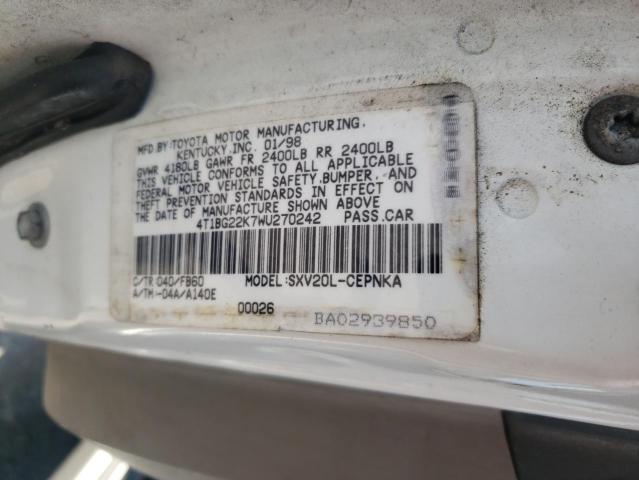 MFD.BY:TOYOTA MOTOR MANUFACTURING,
KENTUCKY,INC. 01/98
GVWR 4180LB GAWR FR 2400LB RR 2400LB
THIS VEHICLE CONFORMS TO ALL APPLICABLE
FEDERAL MOTOR VEHICLE SAFETY,BUMPER, AND
THEFT PREVENTION STANDARDS IN EFFECT ON
THE DATE OF MANUFACTURE SHOWN ABOVE
4T1BG22K7WU270242 PASS.CAR
C/TR:040/FB60 MODEL:SXV20L-CEPNKA
A/TM:-04A/A140E
00026
BA02939850